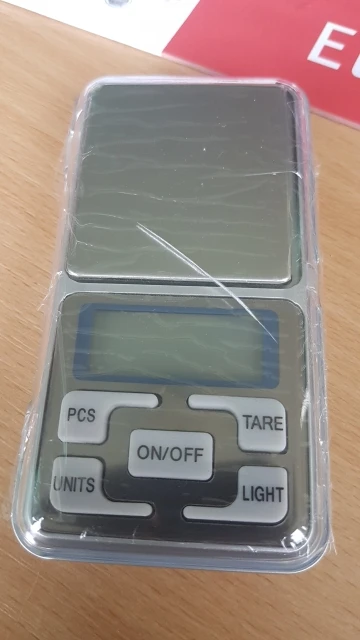 PCS
TARE
ON/OFF
UNITS
LIGHT